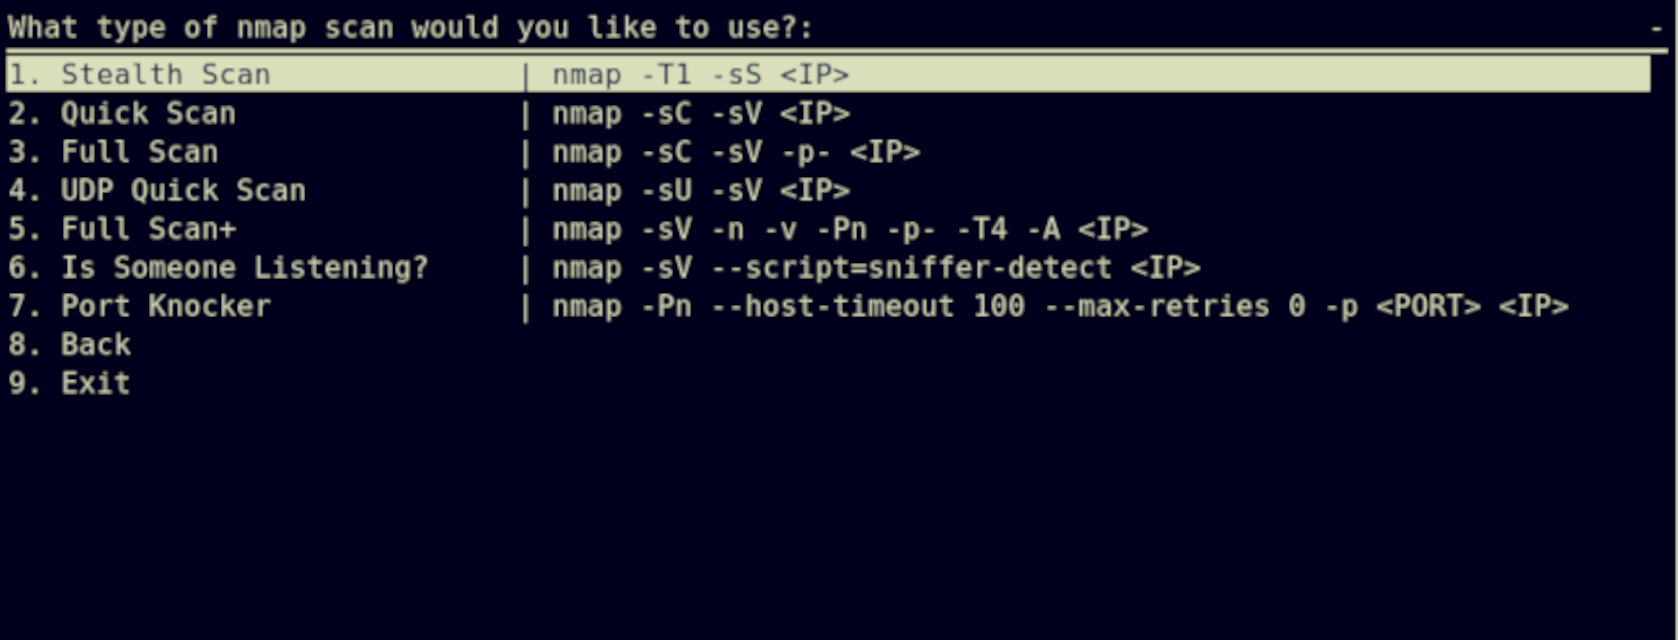 What type of nmap scan would you like to use?: -
1. Stealth Scan | nmap -T1 -sS <IP>
2. Quick Scan | nmap -sC -sV <IP>
3. Full Scan | nmap -sC -sV -p- <IP>
4. UDP Quick Scan | nmap -sU -sV <IP>
5. Full Scan+ | nmap -sV -n -v -Pn -p- -T4 -A <IP>
6. Is Someone Listening? | nmap -sV --script=sniffer-detect <IP>
7. Port Knocker | nmap -Pn --host-timeout 100 --max-retries 0 -p <PORT> <IP>
8. Back
9. Exit